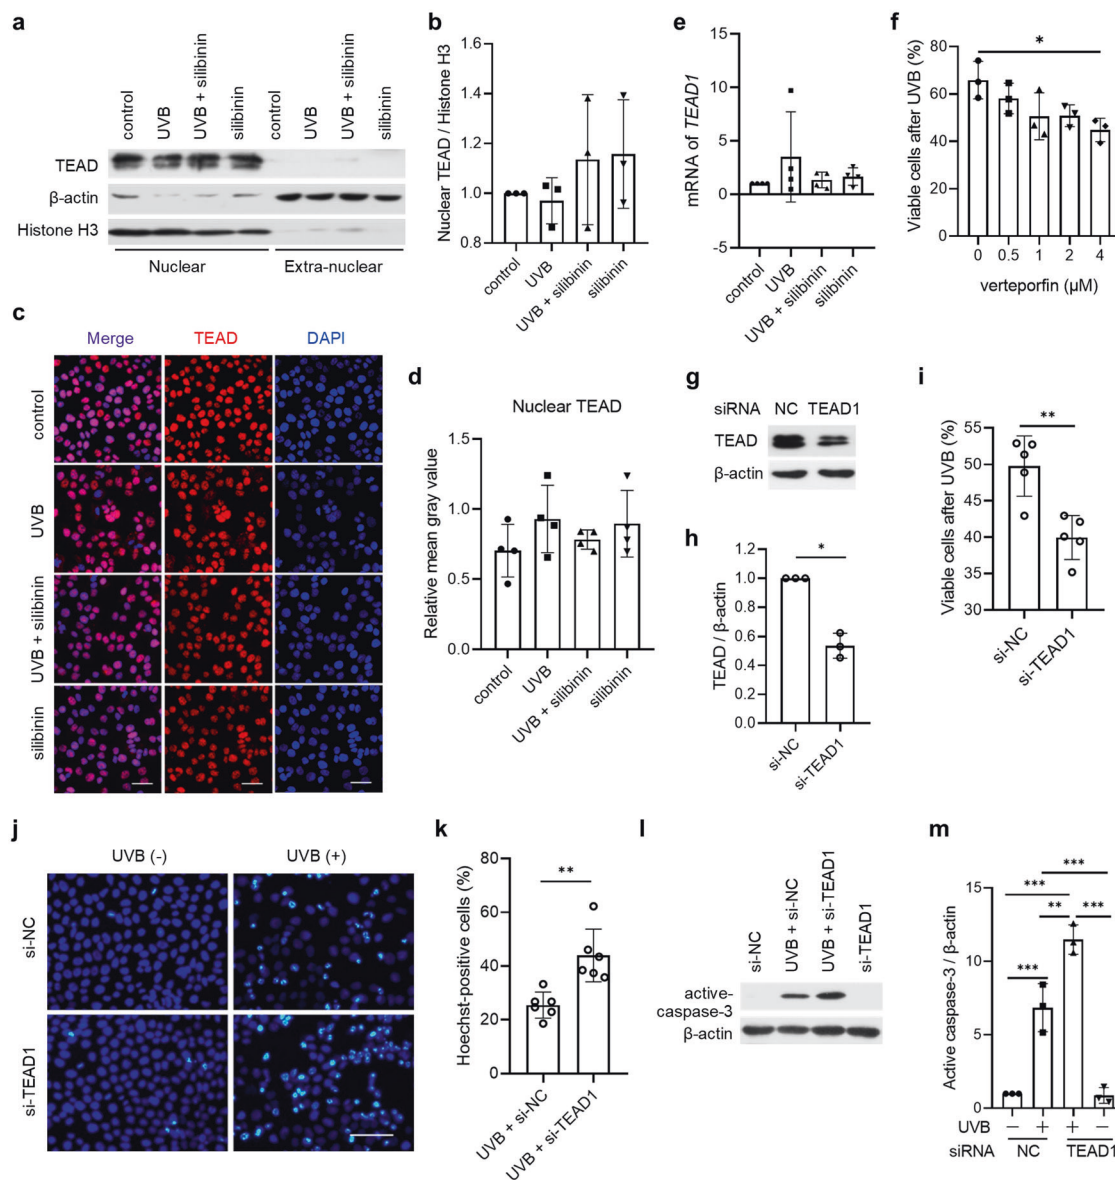 a
control
UVB
UVB + silibinin
silibinin
control
UVB
UVB + silibinin
silibinin
TEAD
β-actin
Histone H3
Nuclear
Extra-nuclear
b
Nuclear TEAD / Histone H3
1.6
1.4
1.2
1.0
0.8
control
UVB
UVB + silibinin
silibinin
e
mRNA of TEAD1
15
10
5
0
-5
control
UVB
UVB + silibinin
silibinin
f
Viable cells after UVB (%)
80
60
40
20
0
*
0 0.5 1 2 4
verteporfin (µM)
c
Merge TEAD DAPI
control
UVB
UVB + silibinin
silibinin
d
Nuclear TEAD
Relative mean gray value
1.5
1.0
0.5
0.0
control
UVB
UVB + silibinin
silibinin
g
siRNA NC TEAD1
TEAD
β-actin
h
TEAD / β-actin
1.2
1.0
0.8
0.6
0.4
0.2
0.0
*
si-NC
si-TEAD1
i
Viable cells after UVB (%)
55
50
45
40
35
30
**
si-NC
si-TEAD1
j
UVB (-) UVB (+)
si-NC
si-TEAD1
k
Hoechst-positive cells (%)
80
60
40
20
0
**
UVB + si-NC
UVB + si-TEAD1
l
si-NC
UVB + si-NC
UVB + si-TEAD1
si-TEAD1
active-
caspase-3
β-actin
m
Active caspase-3 / β-actin
15
10
5
0
***
*** 
** ***
***
UVB − + + −
siRNA NC TEAD1